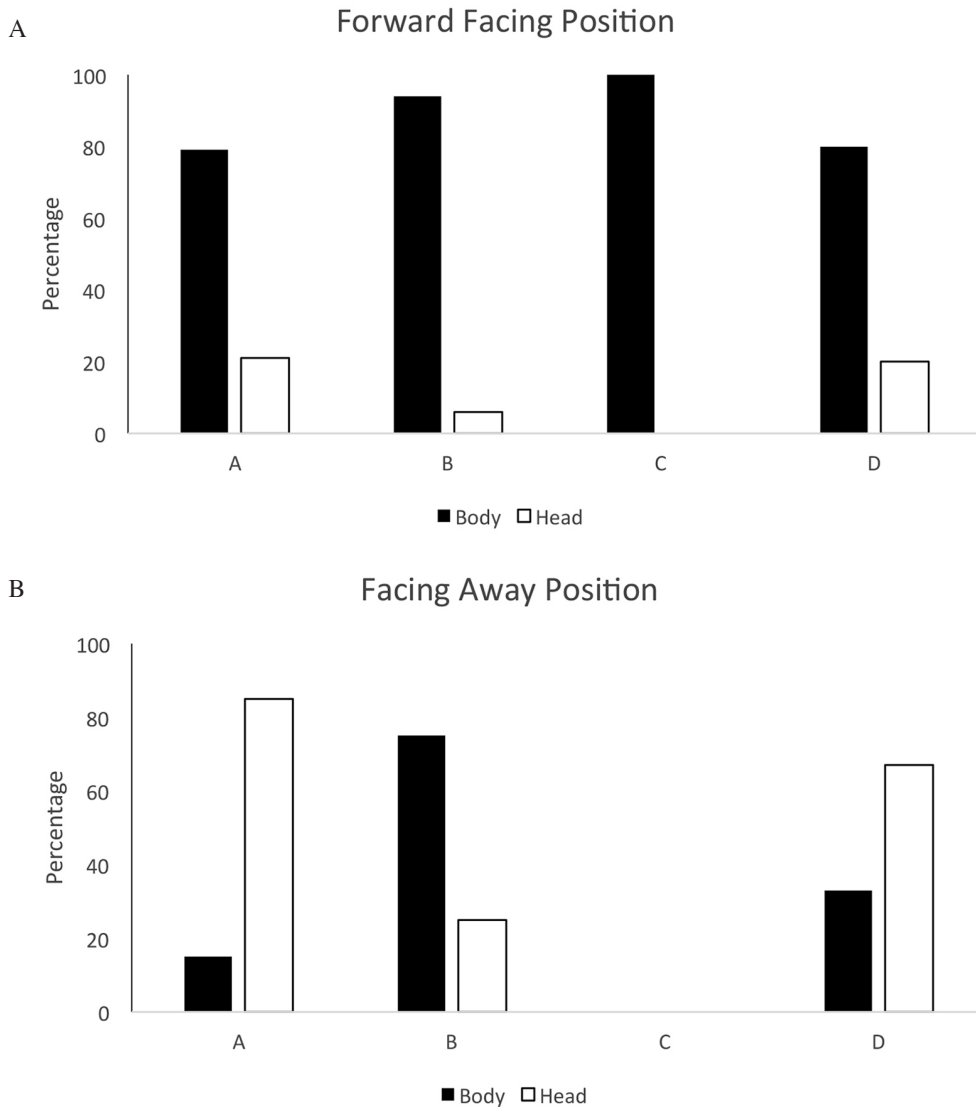 A
Forward Facing Position
100
80
60
40
20
0
Percentage
A B C D
Body Head
B
Facing Away Position
100
80
60
40
20
0
Percentage
A B C D
Body Head